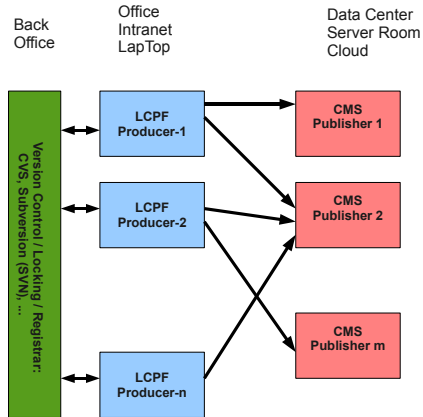 Back
Office
Office
Intranet
LapTop
Data Center
Server Room
Cloud
Version Control / Locking / Registrar:
CVS, Subversion (SVN), ...
LCPF
Producer-1
LCPF
Producer-2
LCPF
Producer-n
CMS
Publisher 1
CMS
Publisher 2
CMS
Publisher m